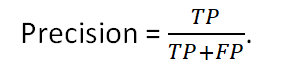 Precision = TP / TP+FP.